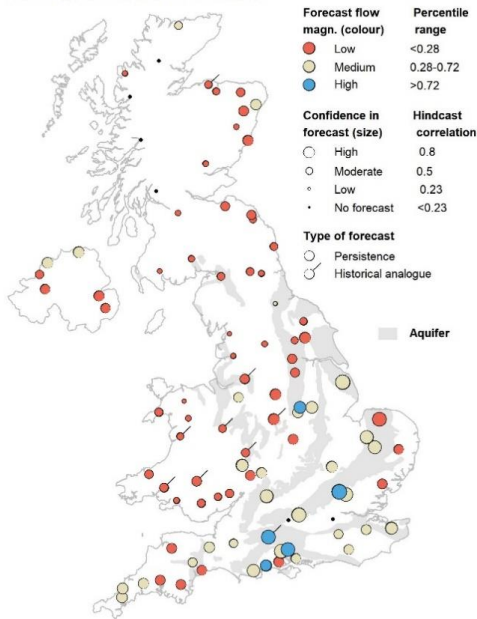 Forecast flow Percentile
magn. (colour) range
Low <0.28
Medium 0.28-0.72
High >0.72
Confidence in Hindcast
forecast (size) correlation
High 0.8
Moderate 0.5
Low 0.23
No forecast <0.23
Type of forecast
Persistence
Historical analogue
Aquifer